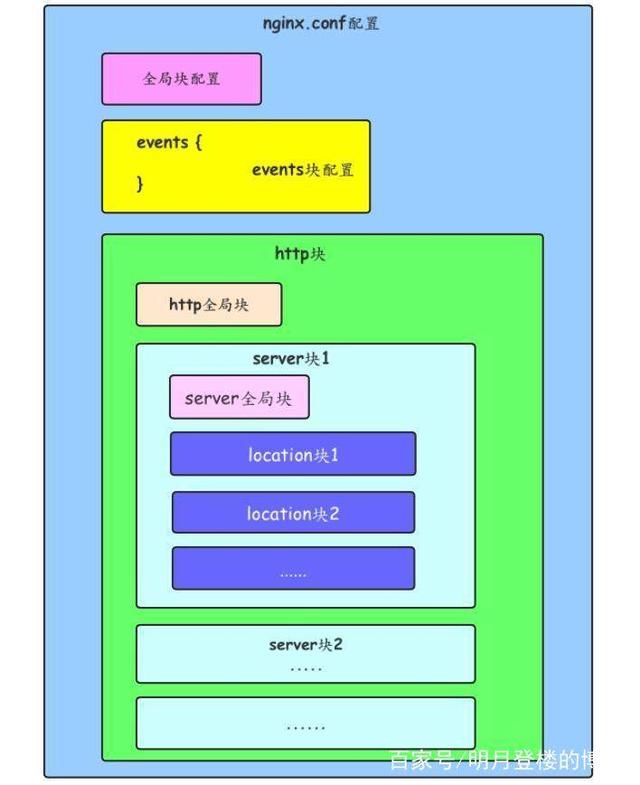 nginx.conf配置
全局块配置
events {
events块配置
}
http块
http全局块
server块1
server全局块
location块1
location块2
......
server块2
.....
......
百家号/明月登楼的博